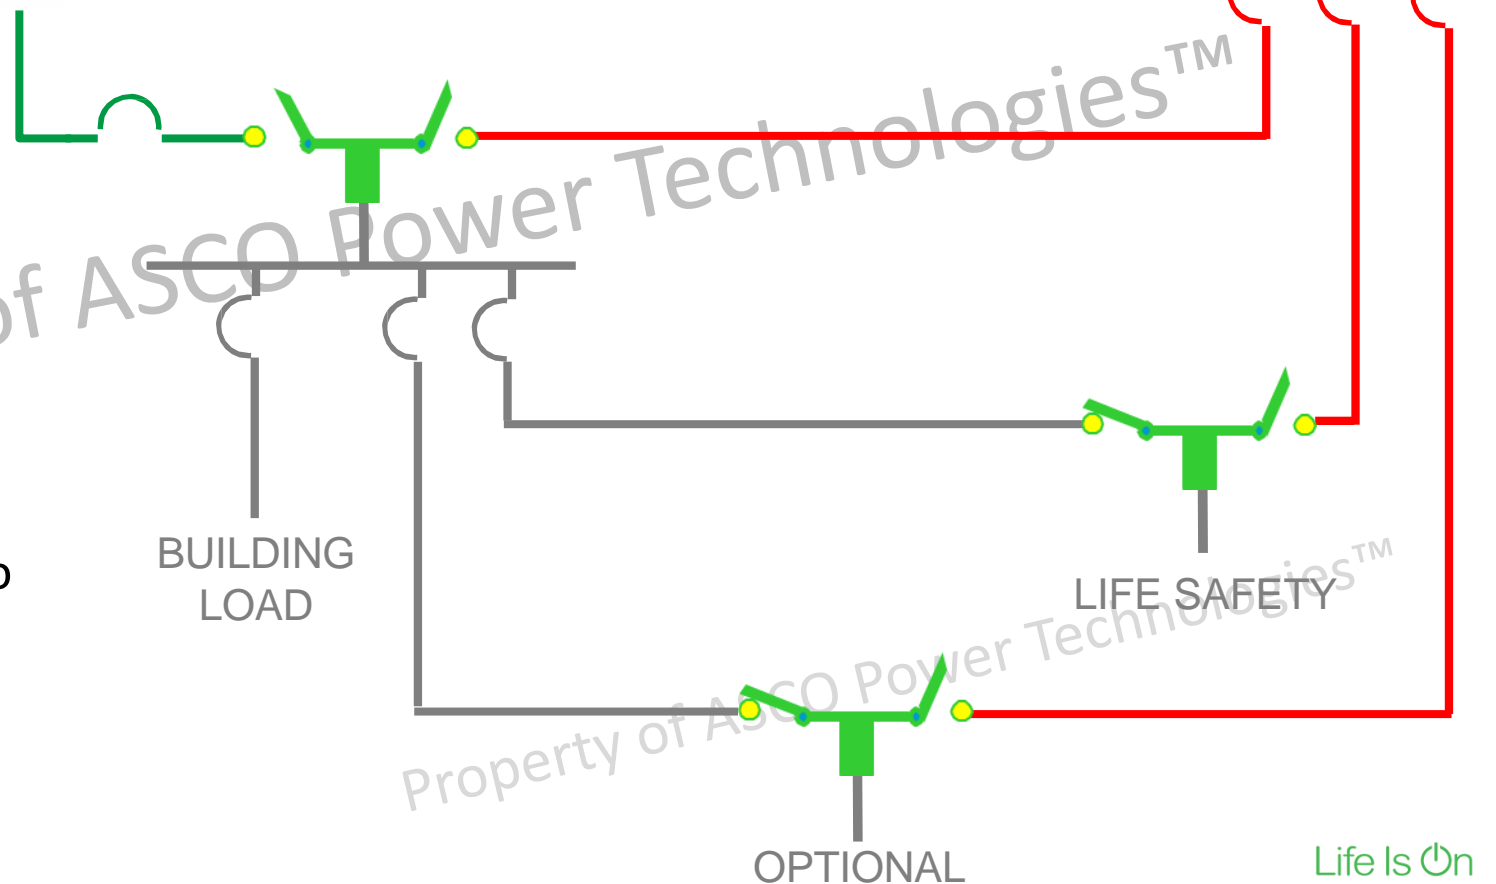 of ASCO Power Technologies™
BUILDING
LOAD
LIFE SAFETY
Property of ASCO Power Technologies™
OPTIONAL
Life Is On